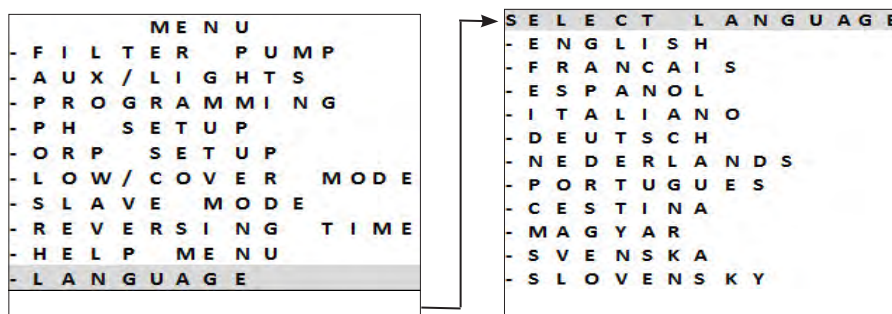 MENU
- FILTER PUMP
- AUX/LIGHTS
- PROGRAMMING
- PH SETUP
- ORP SETUP
- LOW/COVER MODE
- SLAVE MODE
- REVERSING TIME
- HELP MENU
- LANGUAGE
SELECT LANGUAGE
- ENGLISH
- FRANCAIS
- ESPANOL
- ITALIANO
- DEUTSCH
- NEDERLANDS
- PORTUGUES
- CESTINA
- MAGYAR
- SVENSKA
- SLOVENSKY